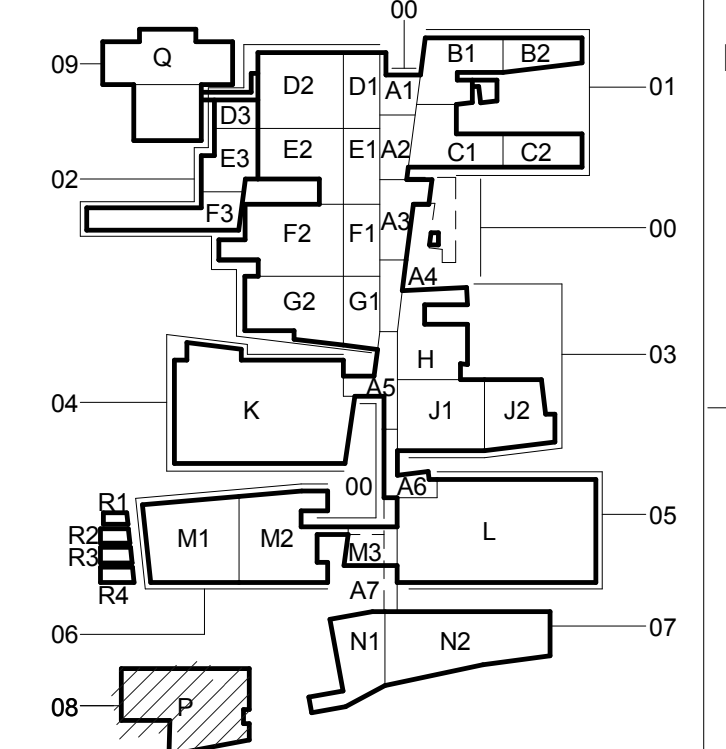 00
09 Q B1 B2
D2 D1 A1 01
D3
E3 E2 E1 A2 C1 C2
02
F3 F2 F1 A3 00
A4
G2 G1
H 03
A5
04 K J1 J2
00 A6
R1
R2 M1 M2 L 05
R3 M3
R4 A7
06 N1 N2 07
08 P